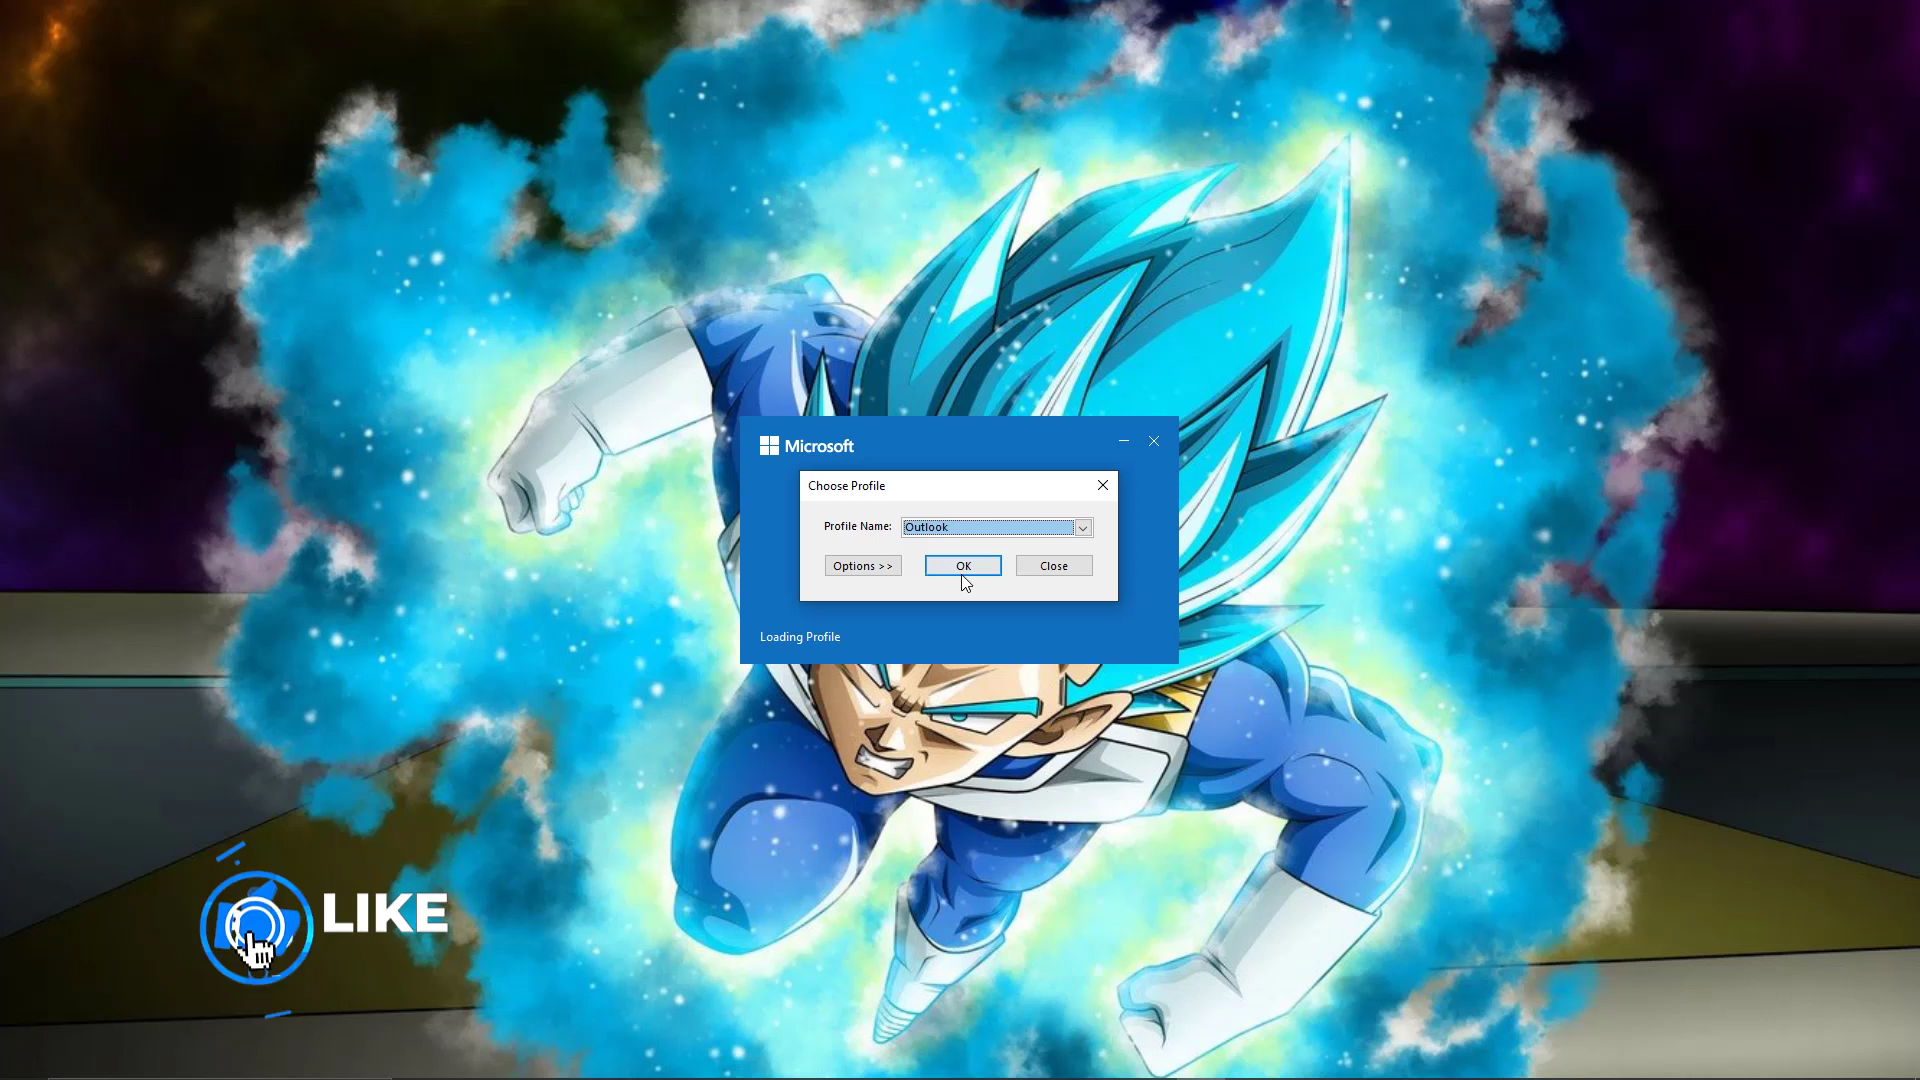 Microsoft
Choose Profile
Profile Name: Outlook
Options >> OK Close
Loading Profile
LIKE